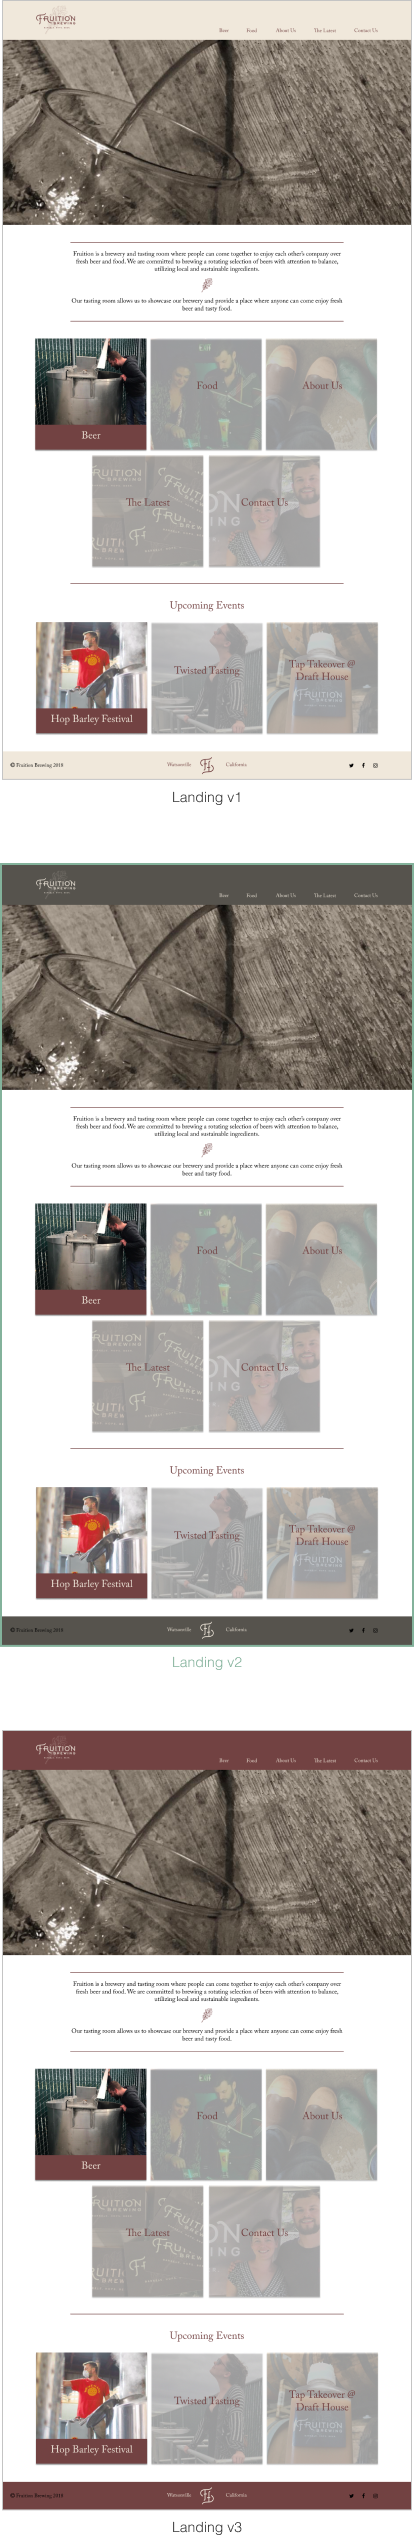 FRUITION
BREWING
Beer Food About Us The Latest Contact Us
Fruition is a brewery and tasting room where people can come together to enjoy each other's company over
fresh beer and food. We are committed to brewing a rotating selection of beers with attention to balance,
utilizing local and sustainable ingredients.
Our tasting room allows us to showcase our brewery and provide a place where anyone can come enjoy fresh
beer and tasty food.
Beer
Food
About Us
The Latest
Contact Us
Upcoming Events
Hop Barley Festival
Twisted Tasting
Tap Takeover @
Draft House
© Fruition Brewing 2018 Watsonville California
Landing v1
FRUITION
BREWING
Beer Food About Us The Latest Contact Us
Fruition is a brewery and tasting room where people can come together to enjoy each other's company over
fresh beer and food. We are committed to brewing a rotating selection of beers with attention to balance,
utilizing local and sustainable ingredients.
Our tasting room allows us to showcase our brewery and provide a place where anyone can come enjoy fresh
beer and tasty food.
Beer
Food
About Us
The Latest
Contact Us
Upcoming Events
Hop Barley Festival
Twisted Tasting
Tap Takeover @
Draft House
© Fruition Brewing 2018 Watsonville California
Landing v2
FRUITION
BREWING
Beer Food About Us The Latest Contact Us
Fruition is a brewery and tasting room where people can come together to enjoy each other's company over
fresh beer and food. We are committed to brewing a rotating selection of beers with attention to balance,
utilizing local and sustainable ingredients.
Our tasting room allows us to showcase our brewery and provide a place where anyone can come enjoy fresh
beer and tasty food.
Beer
Food
About Us
The Latest
Contact Us
Upcoming Events
Hop Barley Festival
Twisted Tasting
Tap Takeover @
Draft House
© Fruition Brewing 2018 Watsonville California
Landing v3